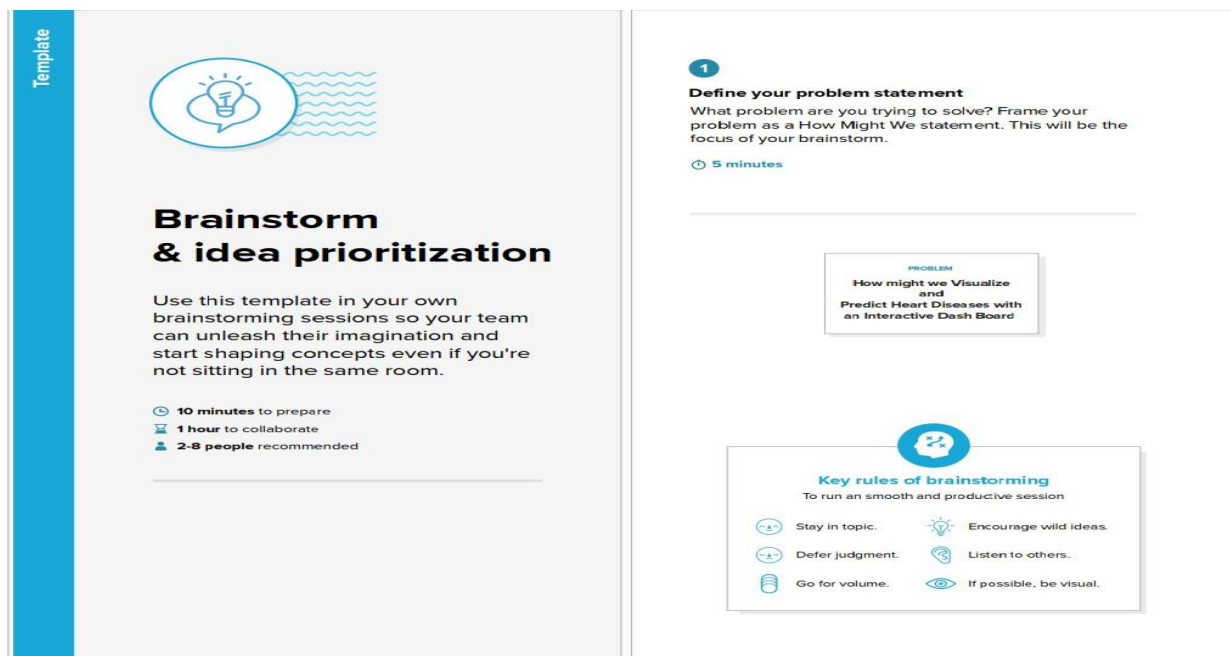 Template
Brainstorm
& idea prioritization
Use this template in your own
brainstorming sessions so your team
can unleash their imagination and
start shaping concepts even if you're
not sitting in the same room.
10 minutes to prepare
1 hour to collaborate
2-8 people recommended
1
Define your problem statement
What problem are you trying to solve? Frame your
problem as a How Might We statement. This will be the
focus of your brainstorm.
5 minutes
PROBLEM
How might we Visualize
and
Predict Heart Diseases with
an Interactive Dash Board
Key rules of brainstorming
To run an smooth and productive session
Stay in topic.
Encourage wild ideas.
Defer judgment.
Listen to others.
Go for volume.
If possible, be visual.